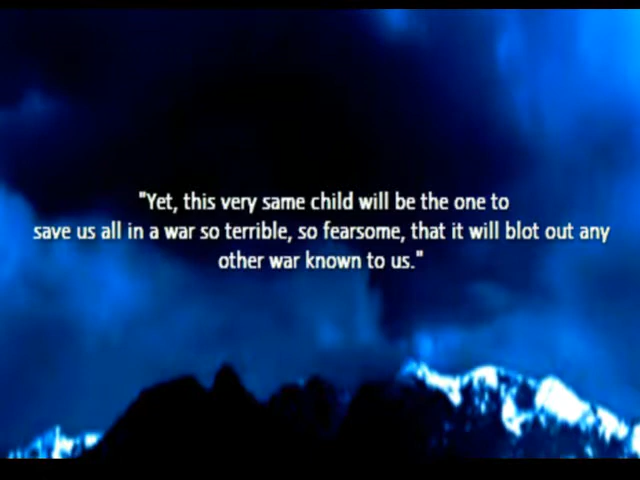 "Yet, this very same child will be the one to
save us all in a war so terrible, so fearsome, that it will blot out any
other war known to us."